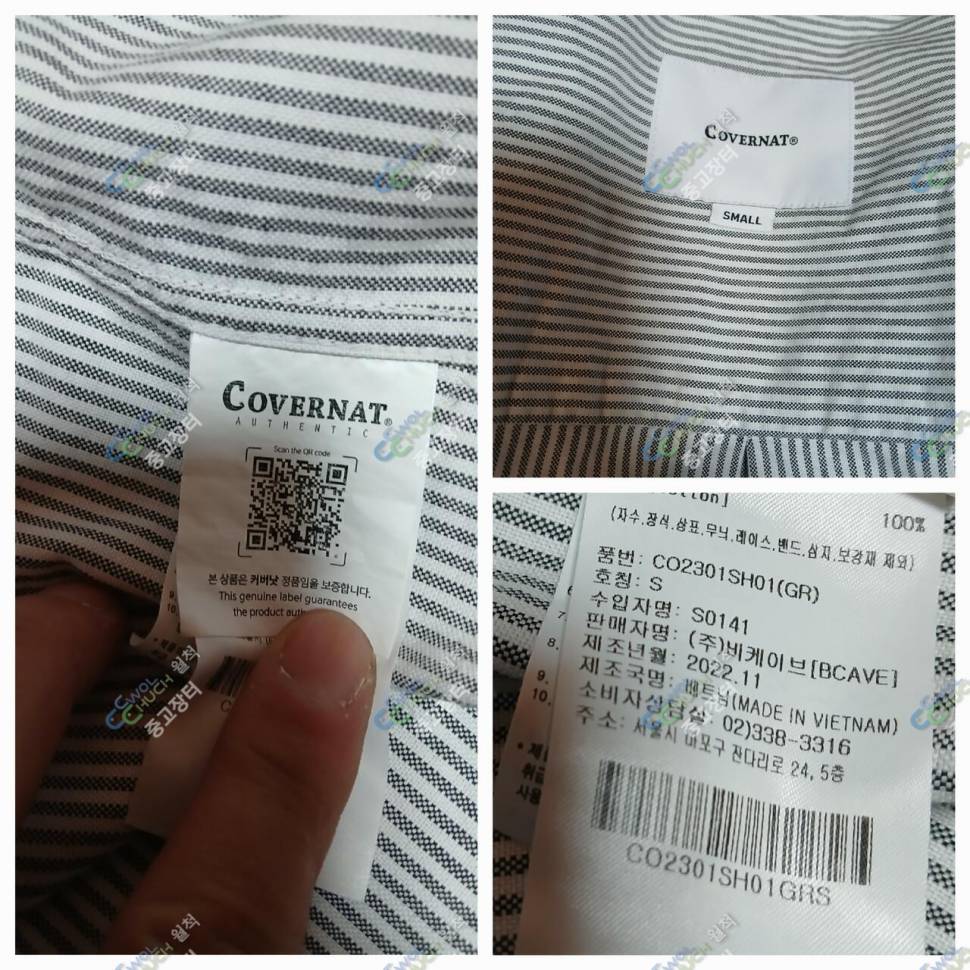 COVERNAT®
AUTHENTIC
Scan the QR code
본 상품은 커버낫 정품임을 보증합니다.
This genuine label guarantees
the product
COVERNAT®
SMALL
100%
(자수.장식.상표.무늬.레이스.밴드.심지.보강재 제외)
품번: CO2301SH01(GR)
호칭: S
수입자명: S0141
판매자명: (주)비케이브[BCAVE]
제조년월: 2022.11
제조국명: 베트남(MADE IN VIETNAM)
소비자상담실: 02)338-3316
주소: 서울시 마포구 잔다리로 24, 5층
7.
8.
9.
10.
CO2301SH01GRS
CWOL
CHUCH 월척
중고장터